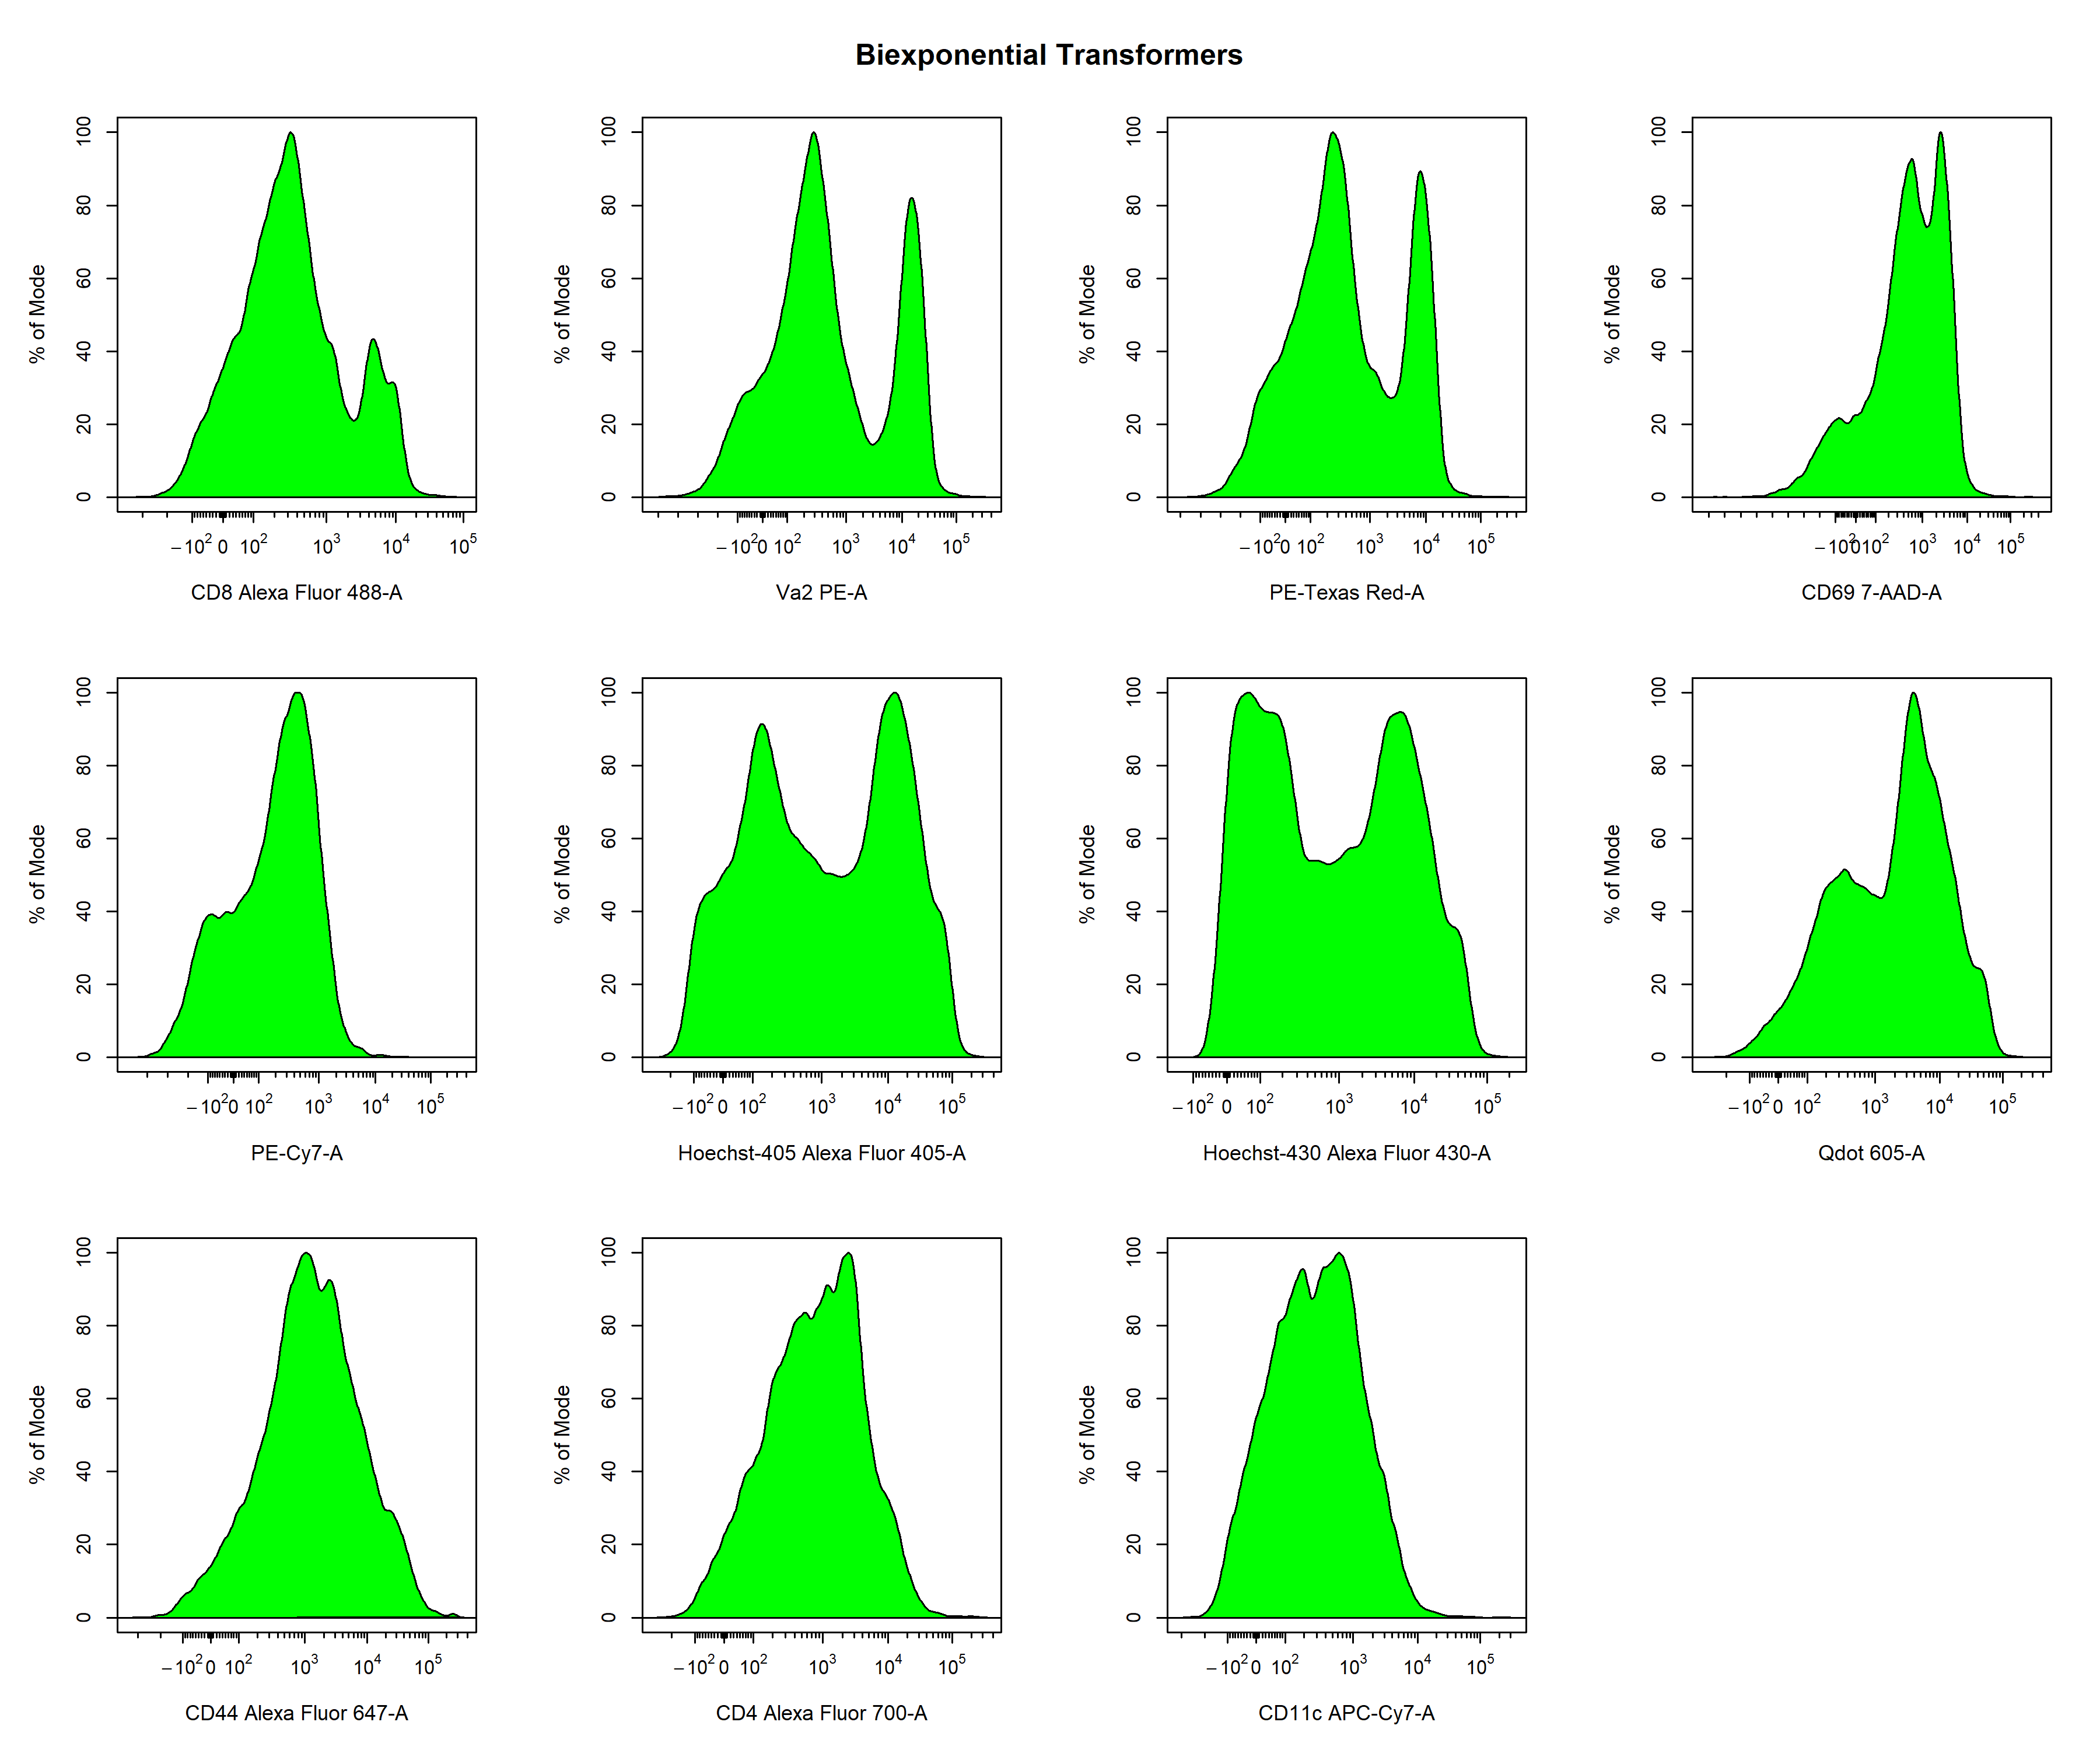 Biexponential Transformers
% of Mode
0 20 40 60 80 100
−10² 0 10² 10³ 10⁴ 10⁵
CD8 Alexa Fluor 488-A
% of Mode
0 20 40 60 80 100
−10² 0 10² 10³ 10⁴ 10⁵
Va2 PE-A
% of Mode
0 20 40 60 80 100
−10² 0 10² 10³ 10⁴ 10⁵
PE-Texas Red-A
% of Mode
0 20 40 60 80 100
−10² 0 10² 10³ 10⁴ 10⁵
CD69 7-AAD-A
% of Mode
0 20 40 60 80 100
−10² 0 10² 10³ 10⁴ 10⁵
PE-Cy7-A
% of Mode
0 20 40 60 80 100
−10² 0 10² 10³ 10⁴ 10⁵
Hoechst-405 Alexa Fluor 405-A
% of Mode
0 20 40 60 80 100
−10² 0 10² 10³ 10⁴ 10⁵
Hoechst-430 Alexa Fluor 430-A
% of Mode
0 20 40 60 80 100
−10² 0 10² 10³ 10⁴ 10⁵
Qdot 605-A
% of Mode
0 20 40 60 80 100
−10² 0 10² 10³ 10⁴ 10⁵
CD44 Alexa Fluor 647-A
% of Mode
0 20 40 60 80 100
−10² 0 10² 10³ 10⁴ 10⁵
CD4 Alexa Fluor 700-A
% of Mode
0 20 40 60 80 100
−10² 0 10² 10³ 10⁴ 10⁵
CD11c APC-Cy7-A